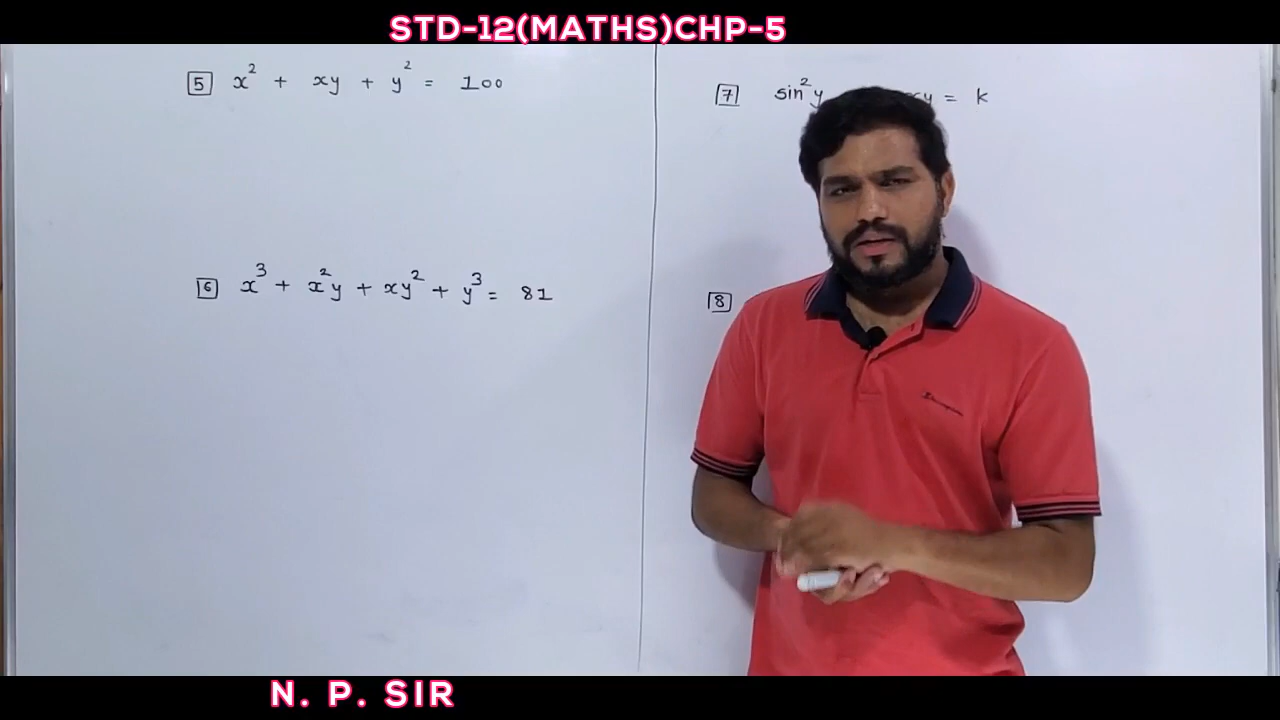 STD-12(MATHS)CHP-5
5 x² + xy + y² = 100
6 x³ + x²y + xy² + y³ = 81
7 sin²y xy = k
8
N. P. SIR